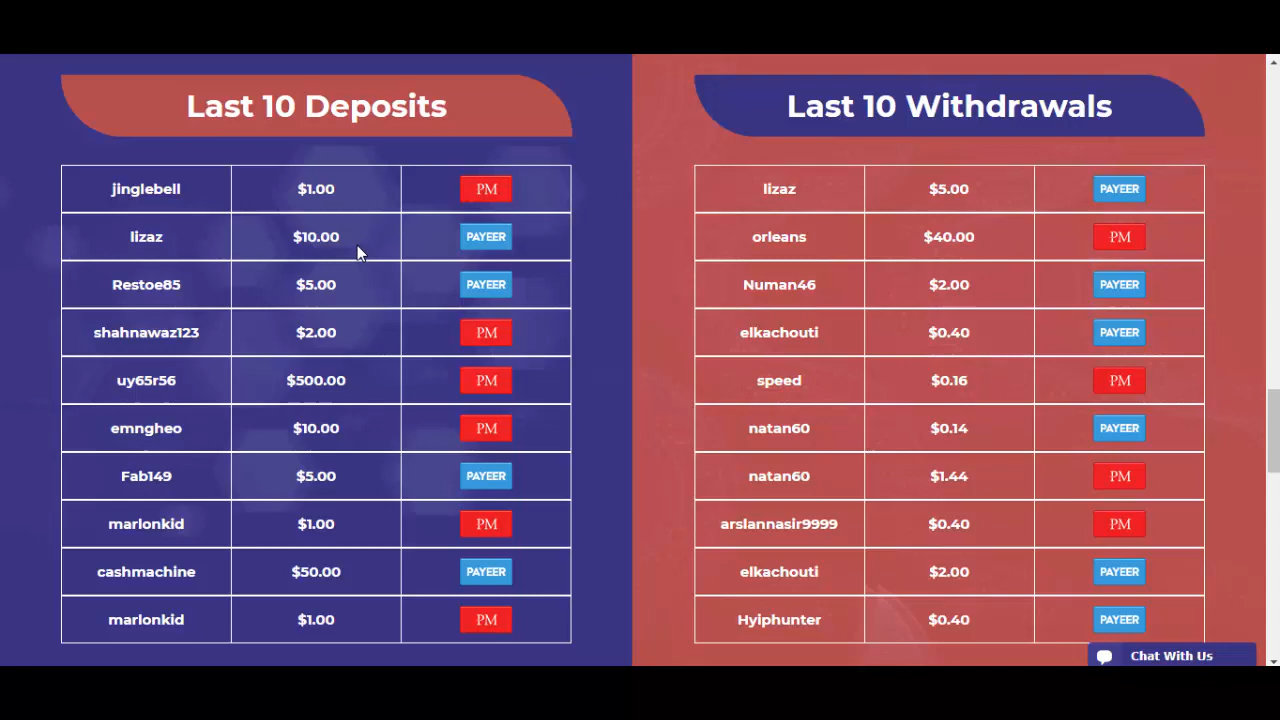 Last 10 Deposits
jinglebell $1.00 PM
lizaz $10.00 PAYEER
Restoe85 $5.00 PAYEER
shahnawaz123 $2.00 PM
uy65r56 $500.00 PM
emngheo $10.00 PM
Fab149 $5.00 PAYEER
marlonkid $1.00 PM
cashmachine $50.00 PAYEER
marlonkid $1.00 PM
Last 10 Withdrawals
lizaz $5.00 PAYEER
orleans $40.00 PM
Numan46 $2.00 PAYEER
elkachouti $0.40 PAYEER
speed $0.16 PM
natan60 $0.14 PAYEER
natan60 $1.44 PM
arslannasir9999 $0.40 PM
elkachouti $2.00 PAYEER
Hyiphunter $0.40 PAYEER
Chat With Us